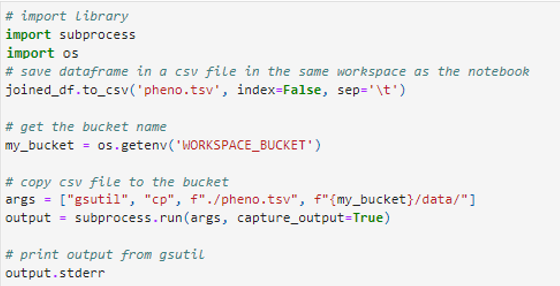 # import library
import subprocess
import os
# save dataframe in a csv file in the same workspace as the notebook
joined_df.to_csv('pheno.tsv', index=False, sep='\t')
# get the bucket name
my_bucket = os.getenv('WORKSPACE_BUCKET')
# copy csv file to the bucket
args = ["gsutil", "cp", f"./pheno.tsv", f"{my_bucket}/data/"]
output = subprocess.run(args, capture_output=True)
# print output from gsutil
output.stderr